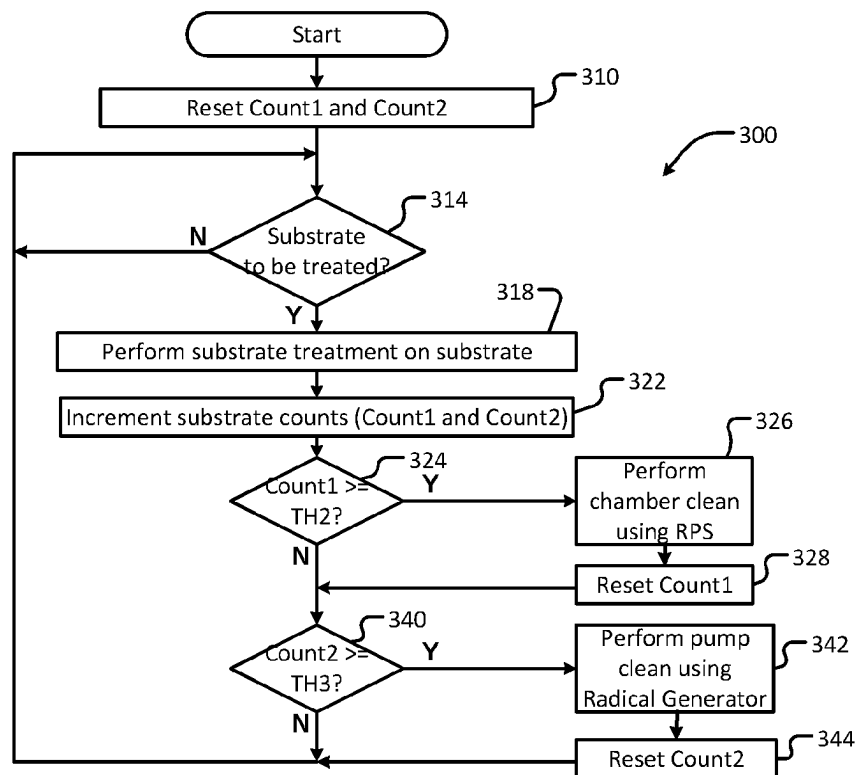 Start
310
Reset Count1 and Count2
300
314
N
Substrate
to be treated?
Y
318
Perform substrate treatment on substrate
322
Increment substrate counts (Count1 and Count2)
324
Count1 >=
TH2?
Y
N
326
Perform
chamber clean
using RPS
328
Reset Count1
340
Count2 >=
TH3?
Y
N
342
Perform pump
clean using
Radical Generator
344
Reset Count2